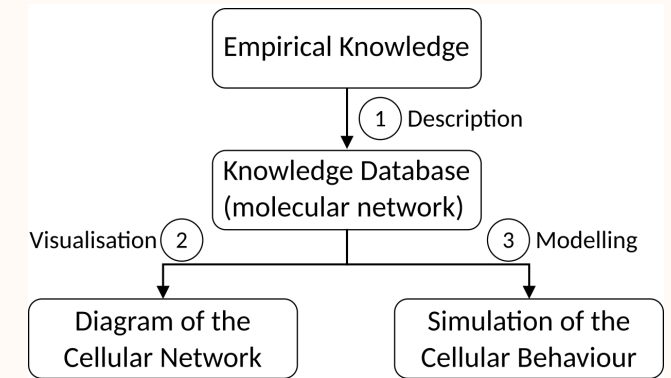 Empirical Knowledge
1 Description
Knowledge Database
(molecular network)
Visualisation 2
3 Modelling
Diagram of the
Cellular Network
Simulation of the
Cellular Behaviour